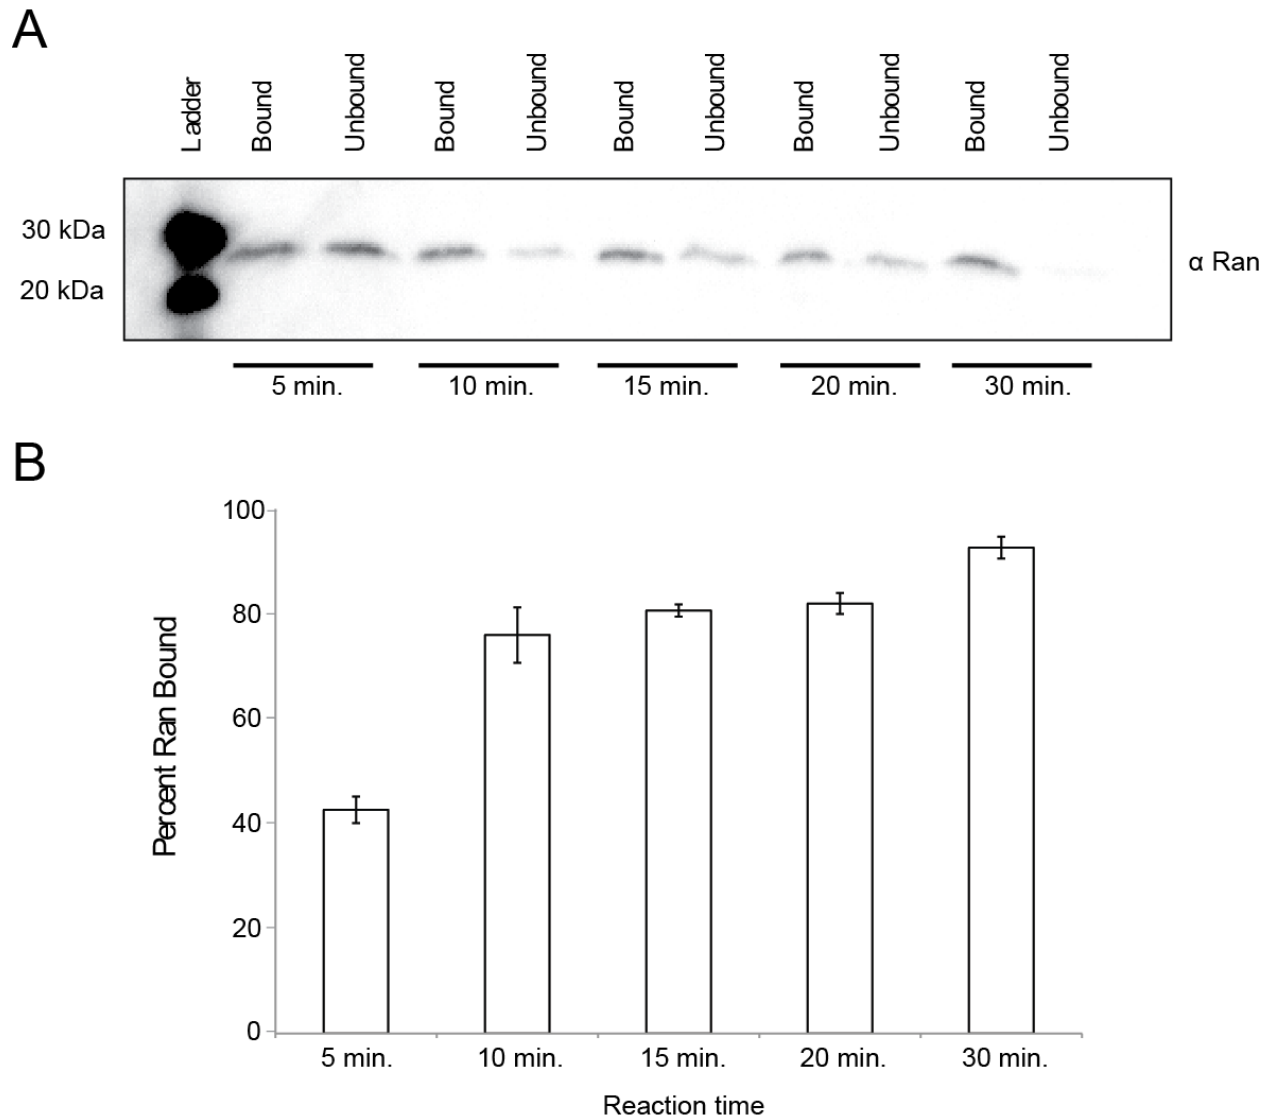 A
Ladder
Bound
Unbound
Bound
Unbound
Bound
Unbound
Bound
Unbound
Bound
Unbound
30 kDa
20 kDa
α Ran
5 min.
10 min.
15 min.
20 min.
30 min.
B
Percent Ran Bound
100
80
60
40
20
0
5 min.
10 min.
15 min.
20 min.
30 min.
Reaction time